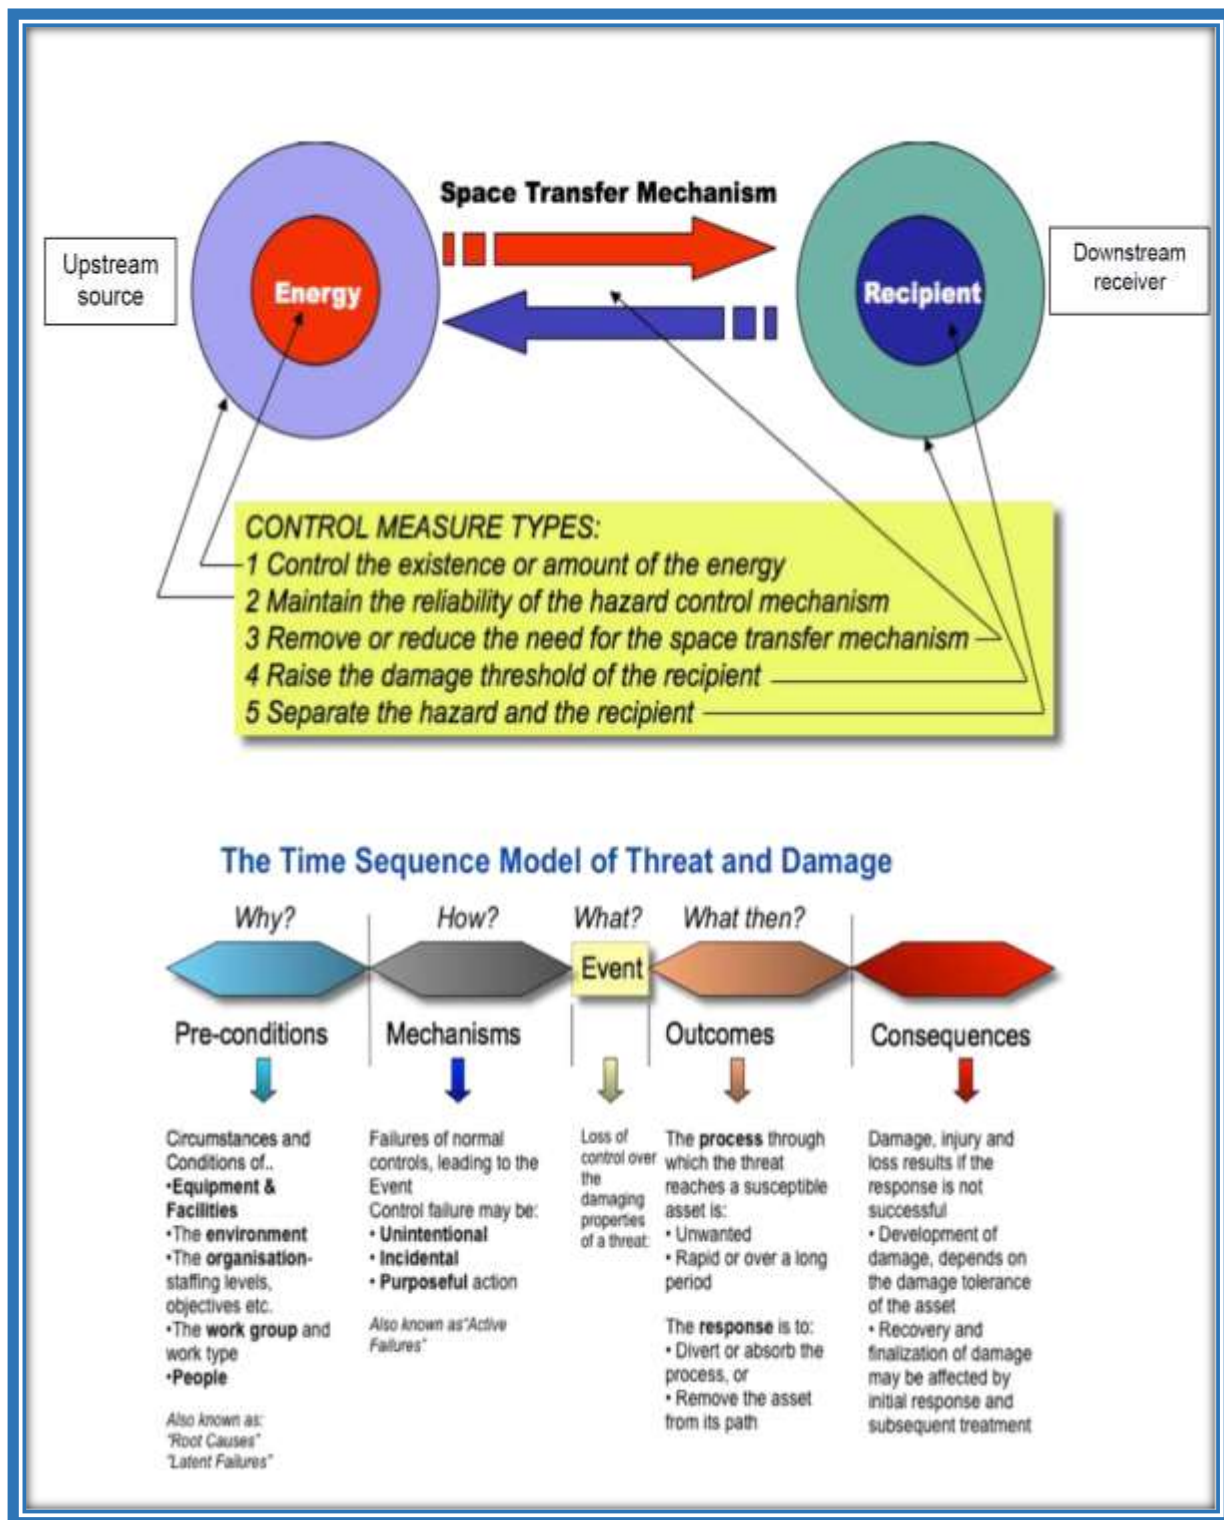 Space Transfer Mechanism
Upstream
source
Energy
Recipient
Downstream
receiver
CONTROL MEASURE TYPES:
1 Control the existence or amount of the energy
2 Maintain the reliability of the hazard control mechanism
3 Remove or reduce the need for the space transfer mechanism
4 Raise the damage threshold of the recipient
5 Separate the hazard and the recipient
The Time Sequence Model of Threat and Damage
Why?
How?
What?
What then?
Event
Pre-conditions
Mechanisms
Outcomes
Consequences
Circumstances and
Conditions of..
•Equipment &
Facilities
•The environment
•The organisation-
staffing levels,
objectives etc.
•The work group and
work type
•People
Also known as:
"Root Causes"
"Latent Failures"
Failures of normal
controls, leading to the
Event
Control failure may be:
• Unintentional
• Incidental
• Purposeful action
Also known as"Active
Failures"
Loss of
control over
the
damaging
properties
of a threat:
The process through
which the threat
reaches a susceptible
asset is:
• Unwanted
• Rapid or over a long
period
The response is to:
• Divert or absorb the
process, or
• Remove the asset
from its path
Damage, injury and
loss results if the
response is not
successful
• Development of
damage, depends on
the damage tolerance
of the asset
• Recovery and
finalization of damage
may be affected by
initial response and
subsequent treatment